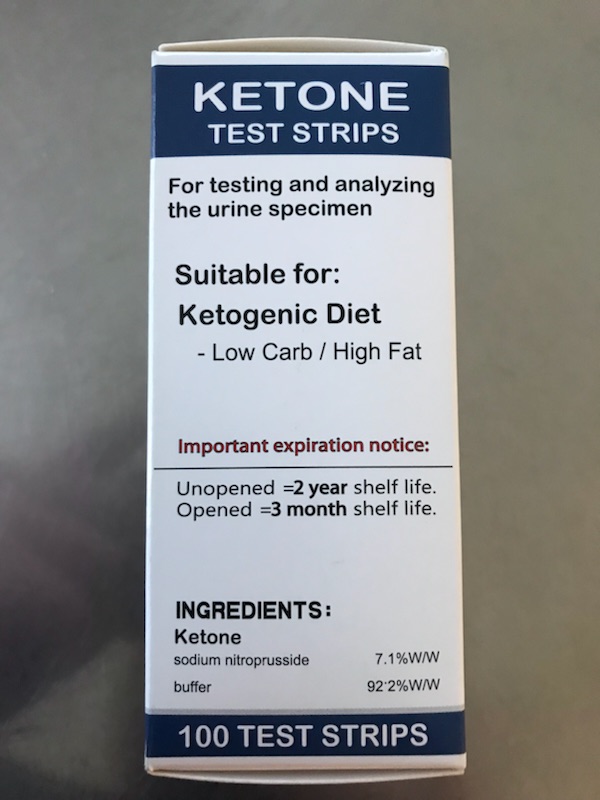 KETONE
TEST STRIPS
For testing and analyzing
the urine specimen
Suitable for:
Ketogenic Diet
- Low Carb / High Fat
Important expiration notice:
Unopened =2 year shelf life.
Opened =3 month shelf life.
INGREDIENTS:
Ketone
sodium nitroprusside 7.1%W/W
buffer 92·2%W/W
100 TEST STRIPS